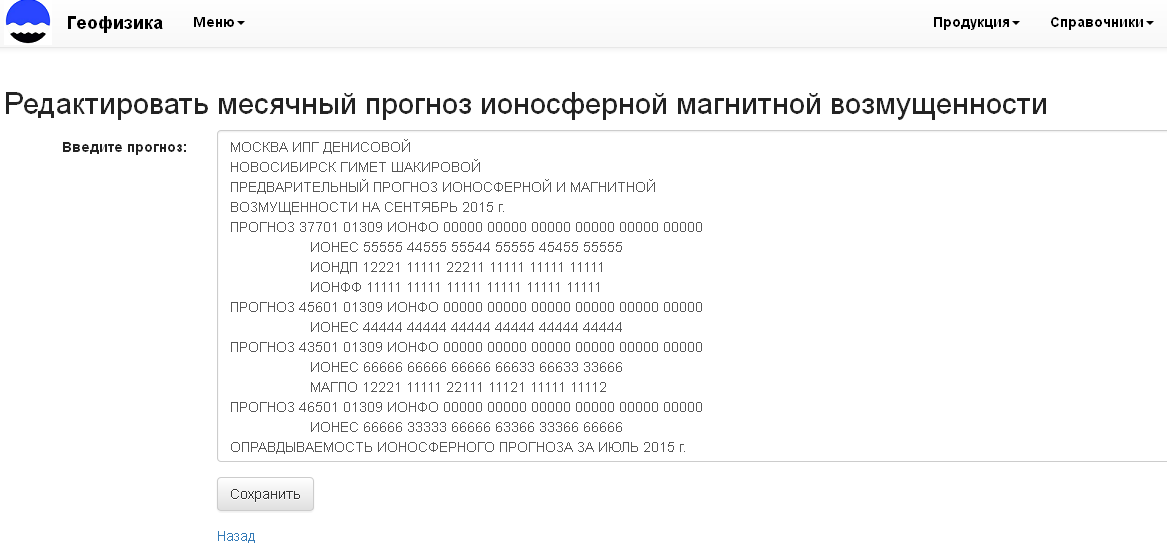 Геофизика Меню Продукция Справочники
Редактировать месячный прогноз ионосферной магнитной возмущенности
Введите прогноз:
МОСКВА ИПГ ДЕНИСОВОЙ
НОВОСИБИРСК ГИМЕТ ШАКИРОВОЙ
ПРЕДВАРИТЕЛЬНЫЙ ПРОГНОЗ ИОНОСФЕРНОЙ И МАГНИТНОЙ
ВОЗМУЩЕННОСТИ НА СЕНТЯБРЬ 2015 г.
ПРОГНОЗ 37701 01309 ИОНФО 00000 00000 00000 00000 00000 00000
ИОНЕС 55555 44555 55544 55555 45455 55555
ИОНДП 12221 11111 22211 11111 11111 11111
ИОНФФ 11111 11111 11111 11111 11111 11111
ПРОГНОЗ 45601 01309 ИОНФО 00000 00000 00000 00000 00000 00000
ИОНЕС 44444 44444 44444 44444 44444 44444
ПРОГНОЗ 43501 01309 ИОНФО 00000 00000 00000 00000 00000 00000
ИОНЕС 66666 66666 66666 66633 66633 33666
МАГПО 12221 11111 22111 11121 11111 11112
ПРОГНОЗ 46501 01309 ИОНФО 00000 00000 00000 00000 00000 00000
ИОНЕС 66666 33333 66666 63366 33366 66666
ОПРАВДЫВАЕМОСТЬ ИОНОСФЕРНОГО ПРОГНОЗА ЗА ИЮЛЬ 2015 г.
Сохранить
Назад